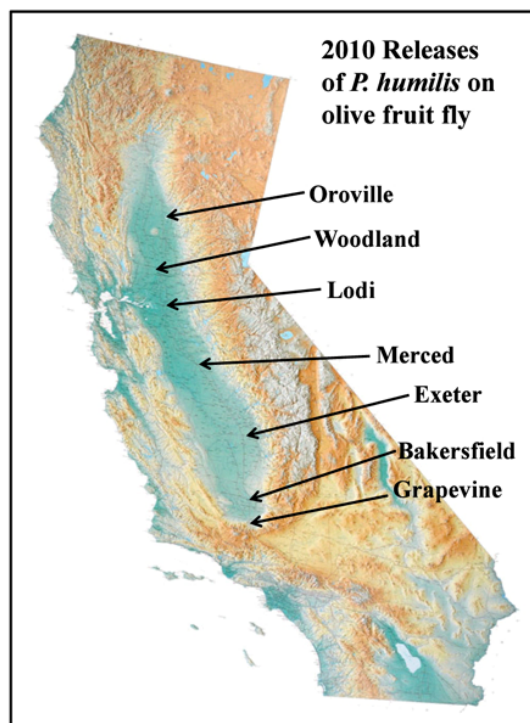 2010 Releases
of P. humilis on
olive fruit fly
Oroville
Woodland
Lodi
Merced
Exeter
Bakersfield
Grapevine